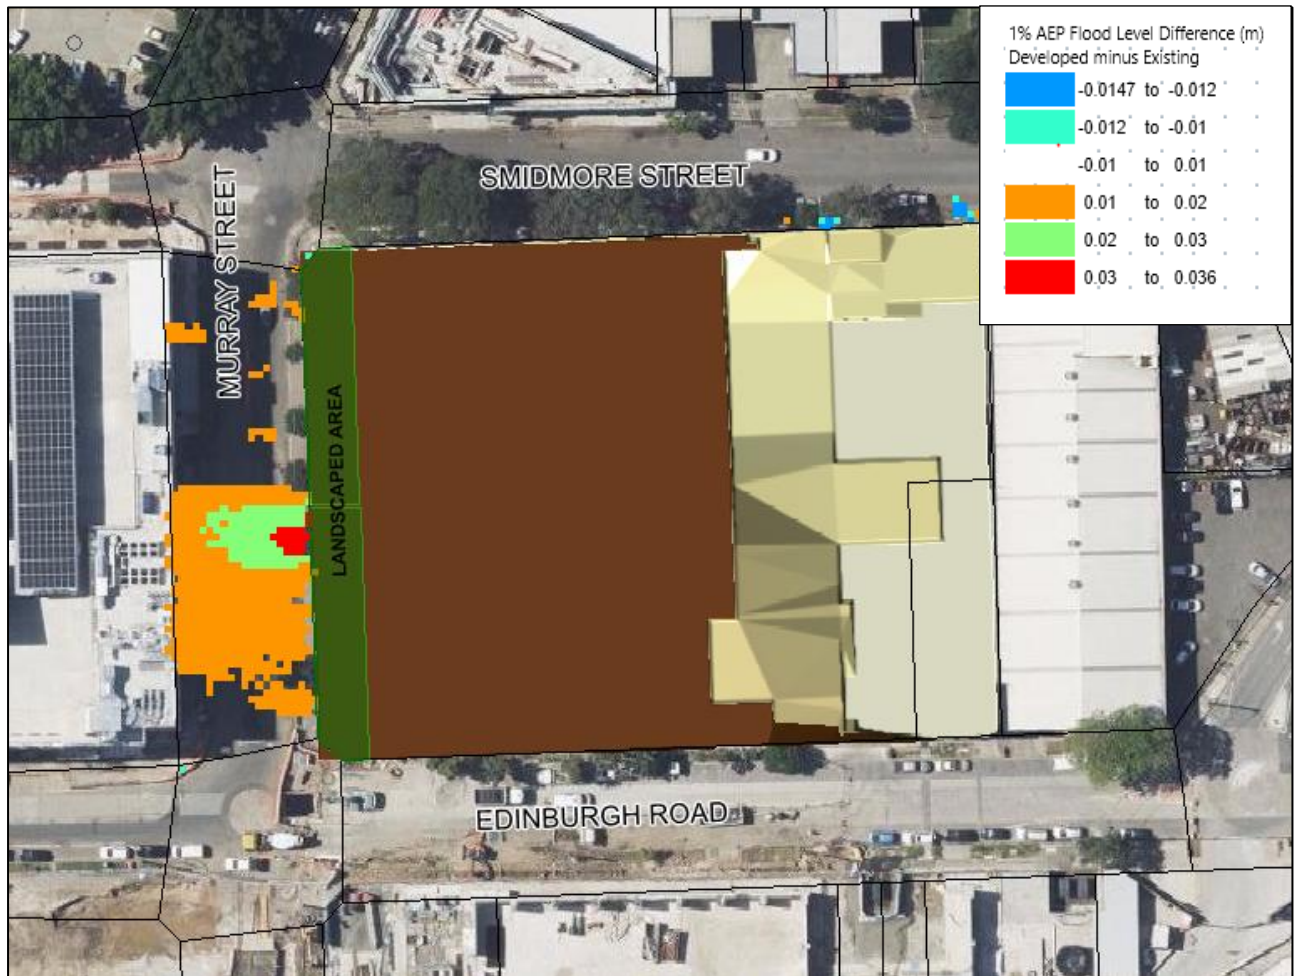 1% AEP Flood Level Difference (m)
Developed minus Existing
-0.0147 to -0.012
-0.012 to -0.01
-0.01 to 0.01
0.01 to 0.02
0.02 to 0.03
0.03 to 0.036
SMIDMORE STREET
MURRAY STREET
LANDSCAPED AREA
EDINBURGH ROAD